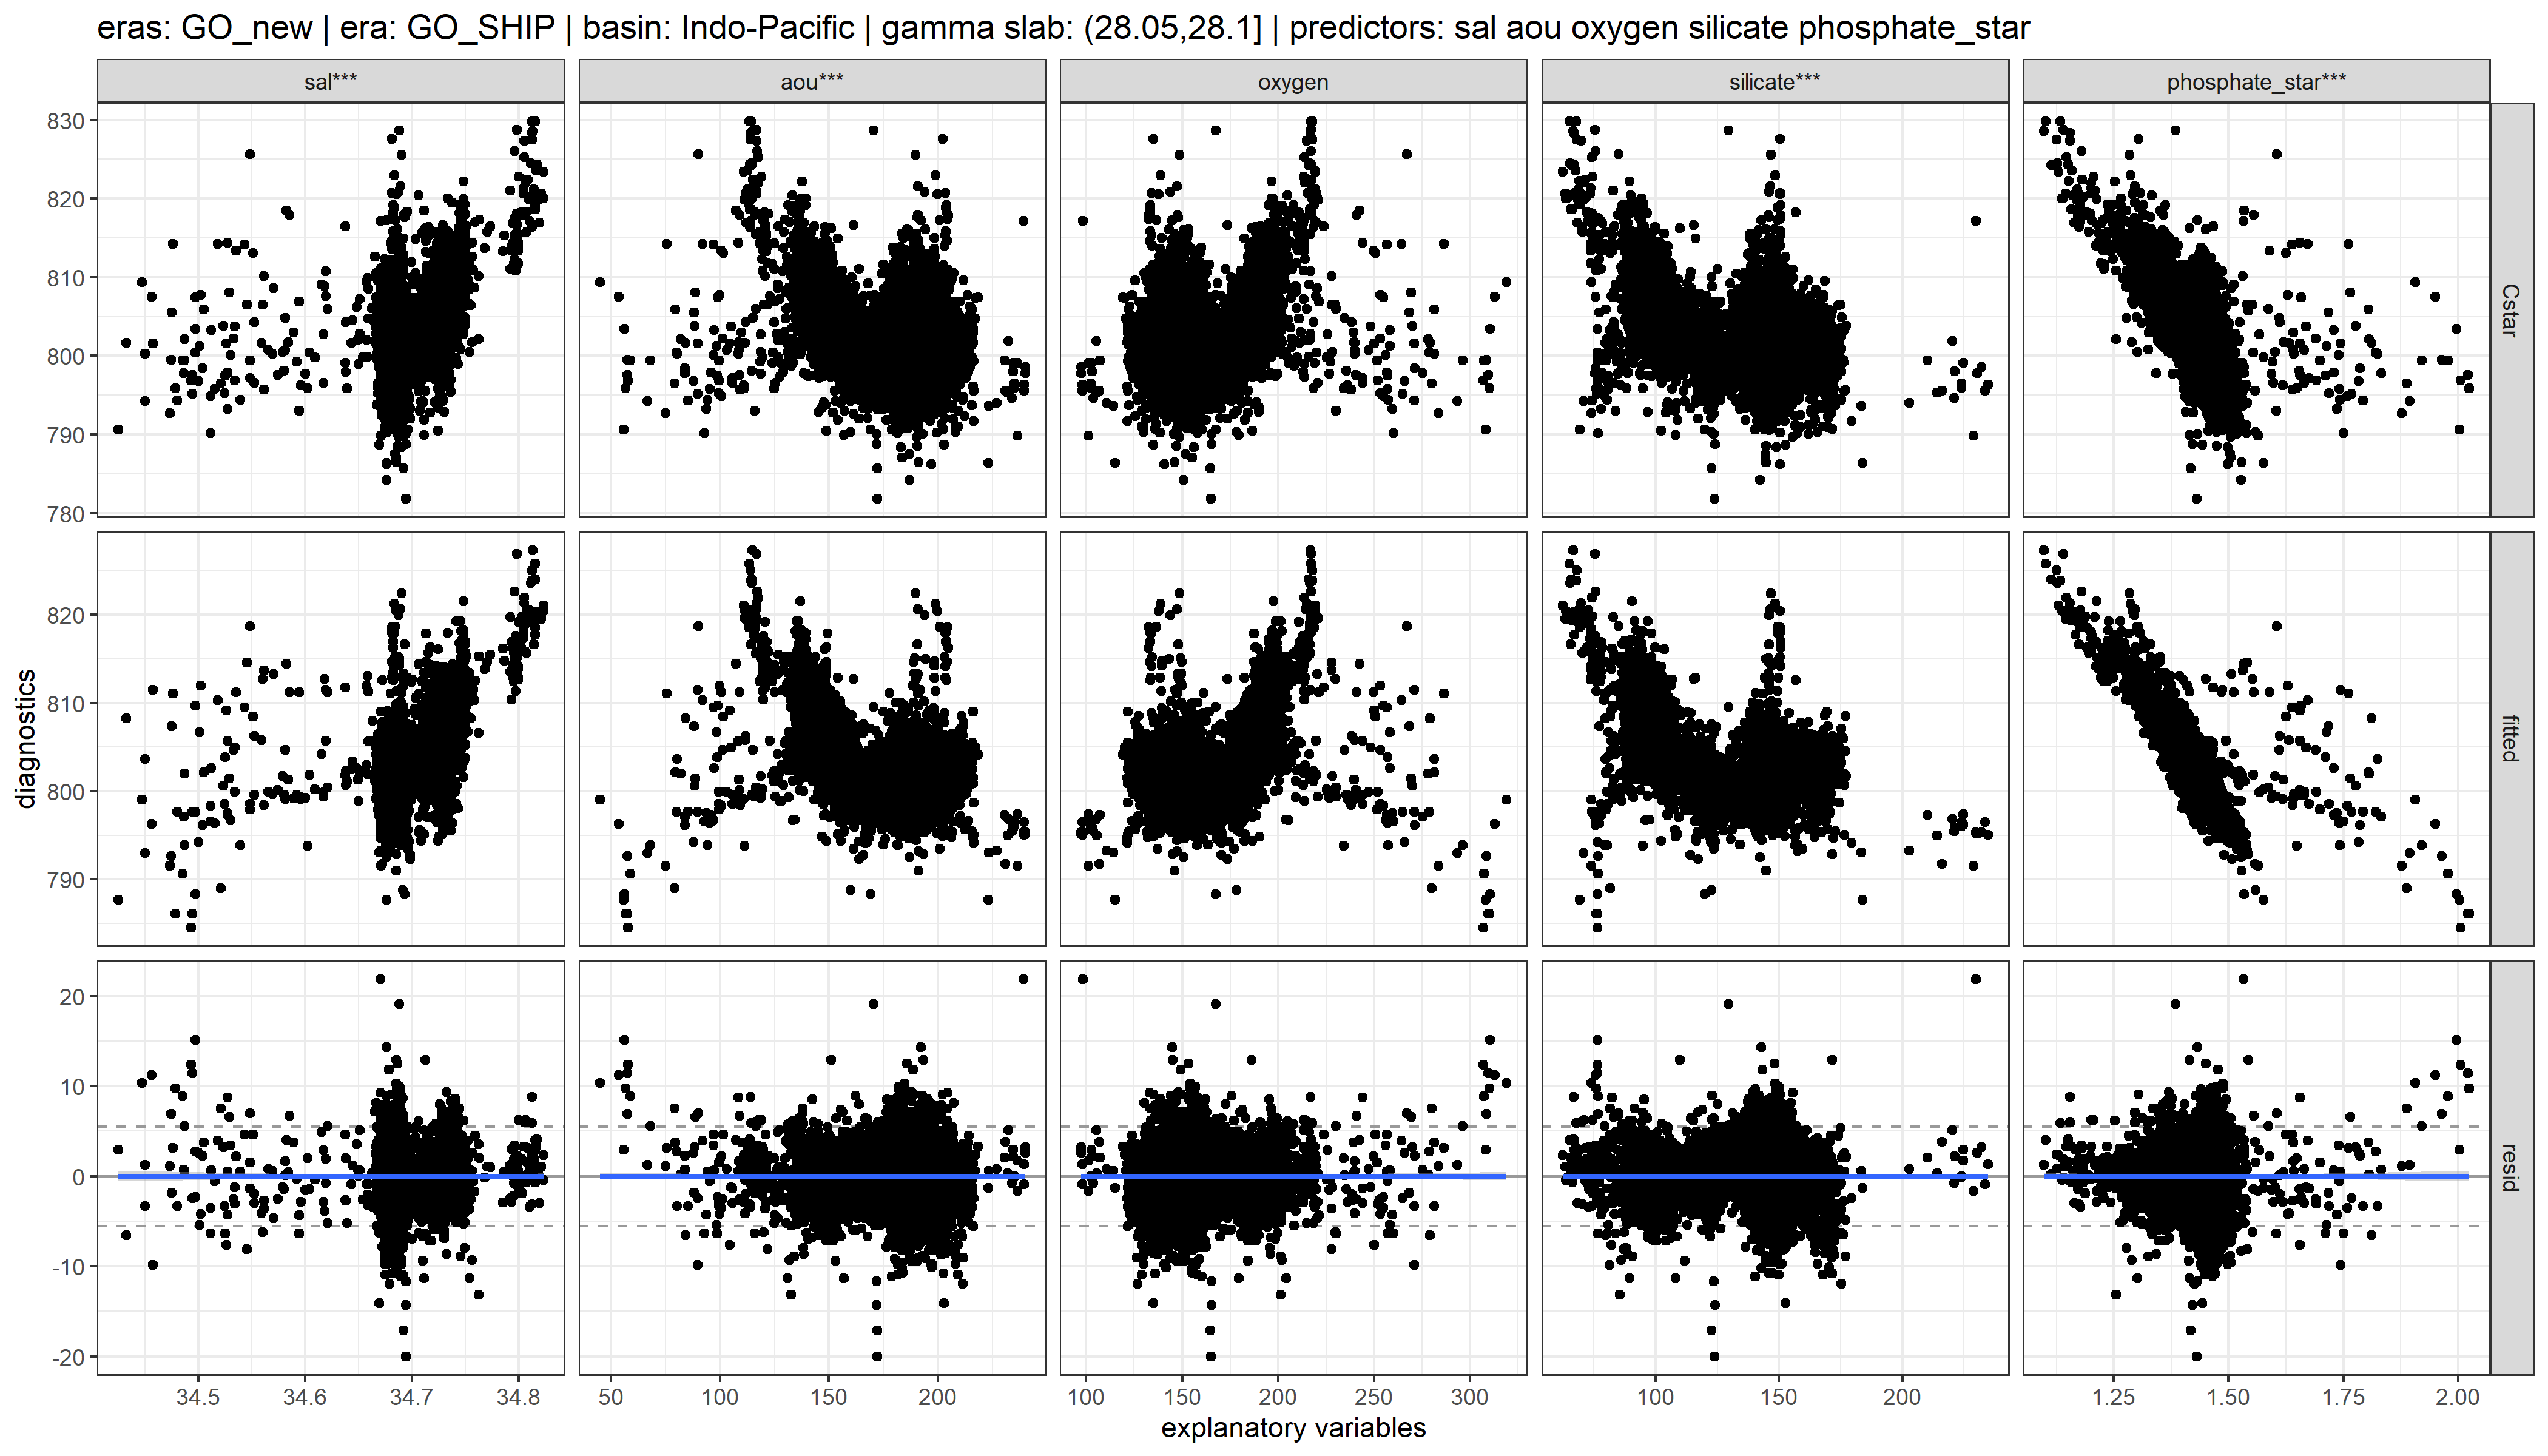 eras: GO_new | era: GO_SHIP | basin: Indo-Pacific | gamma slab: (28.05,28.1] | predictors: sal aou oxygen silicate phosphate_star
sal*** aou*** oxygen silicate*** phosphate_star***
830
820
810
800
790
780
Cstar
820
810
800
790
fitted
diagnostics
20
10
0
-10
-20
resid
34.5 34.6 34.7 34.8 50 100 150 200 100 150 200 250 300 100 150 200 1.25 1.50 1.75 2.00
explanatory variables